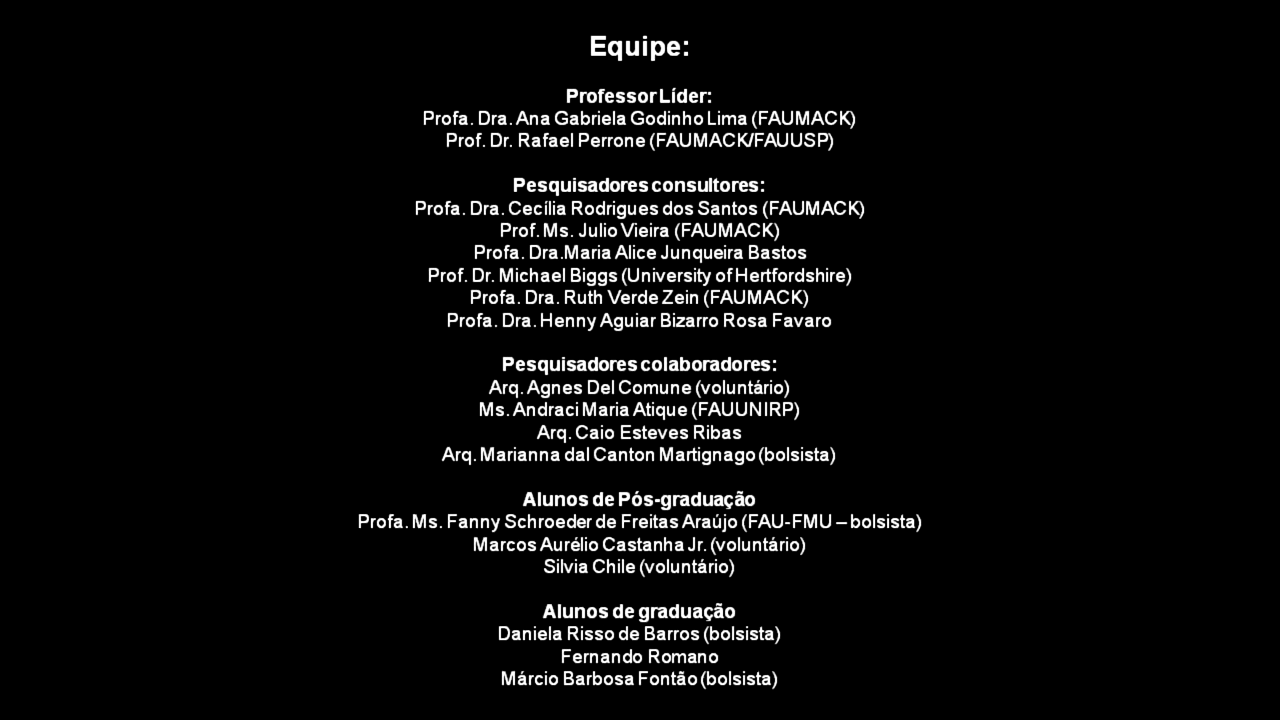 Equipe:
Professor Líder:
Profa. Dra. Ana Gabriela Godinho Lima (FAUMACK)
Prof. Dr. Rafael Perrone (FAUMACK/FAUUSP)
Pesquisadores consultores:
Profa. Dra. Cecília Rodrigues dos Santos (FAUMACK)
Prof. Ms. Julio Vieira (FAUMACK)
Profa. Dra.Maria Alice Junqueira Bastos
Prof. Dr. Michael Biggs (University of Hertfordshire)
Profa. Dra. Ruth Verde Zein (FAUMACK)
Profa. Dra. Henny Aguiar Bizarro Rosa Favaro
Pesquisadores colaboradores:
Arq. Agnes Del Comune (voluntário)
Ms. Andraci Maria Atique (FAUUNIRP)
Arq. Caio Esteves Ribas
Arq. Marianna dal Canton Martignago (bolsista)
Alunos de Pós-graduação
Profa. Ms. Fanny Schroeder de Freitas Araújo (FAU-FMU – bolsista)
Marcos Aurélio Castanha Jr. (voluntário)
Silvia Chile (voluntário)
Alunos de graduação
Daniela Risso de Barros (bolsista)
Fernando Romano
Márcio Barbosa Fontão (bolsista)